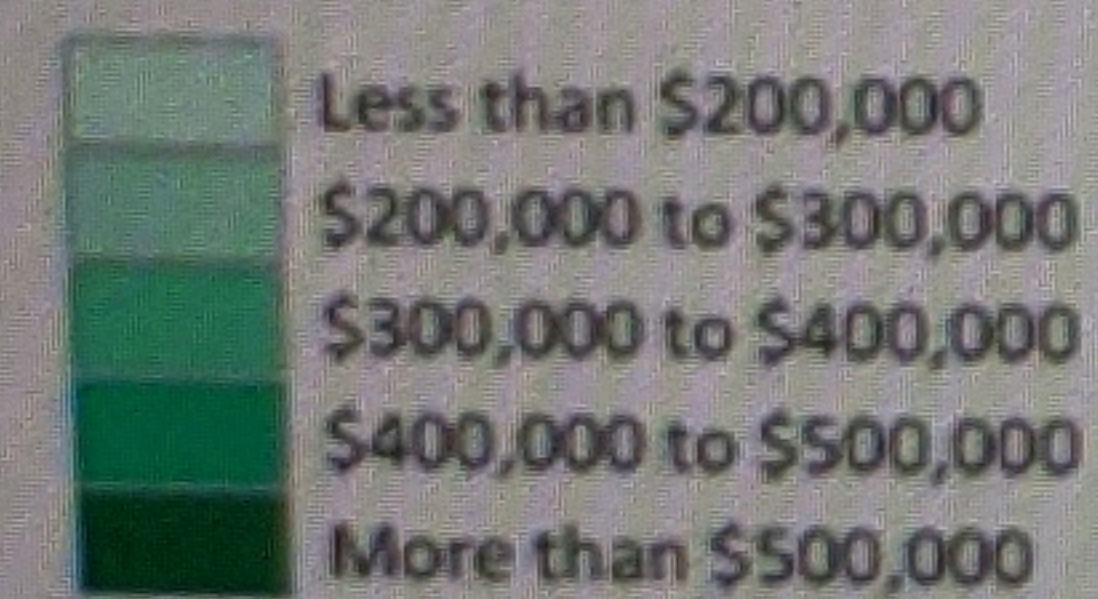 Less than $200,000
$200,000 to $300,000
$300,000 to $400,000
$400,000 to $500,000
More than $500,000